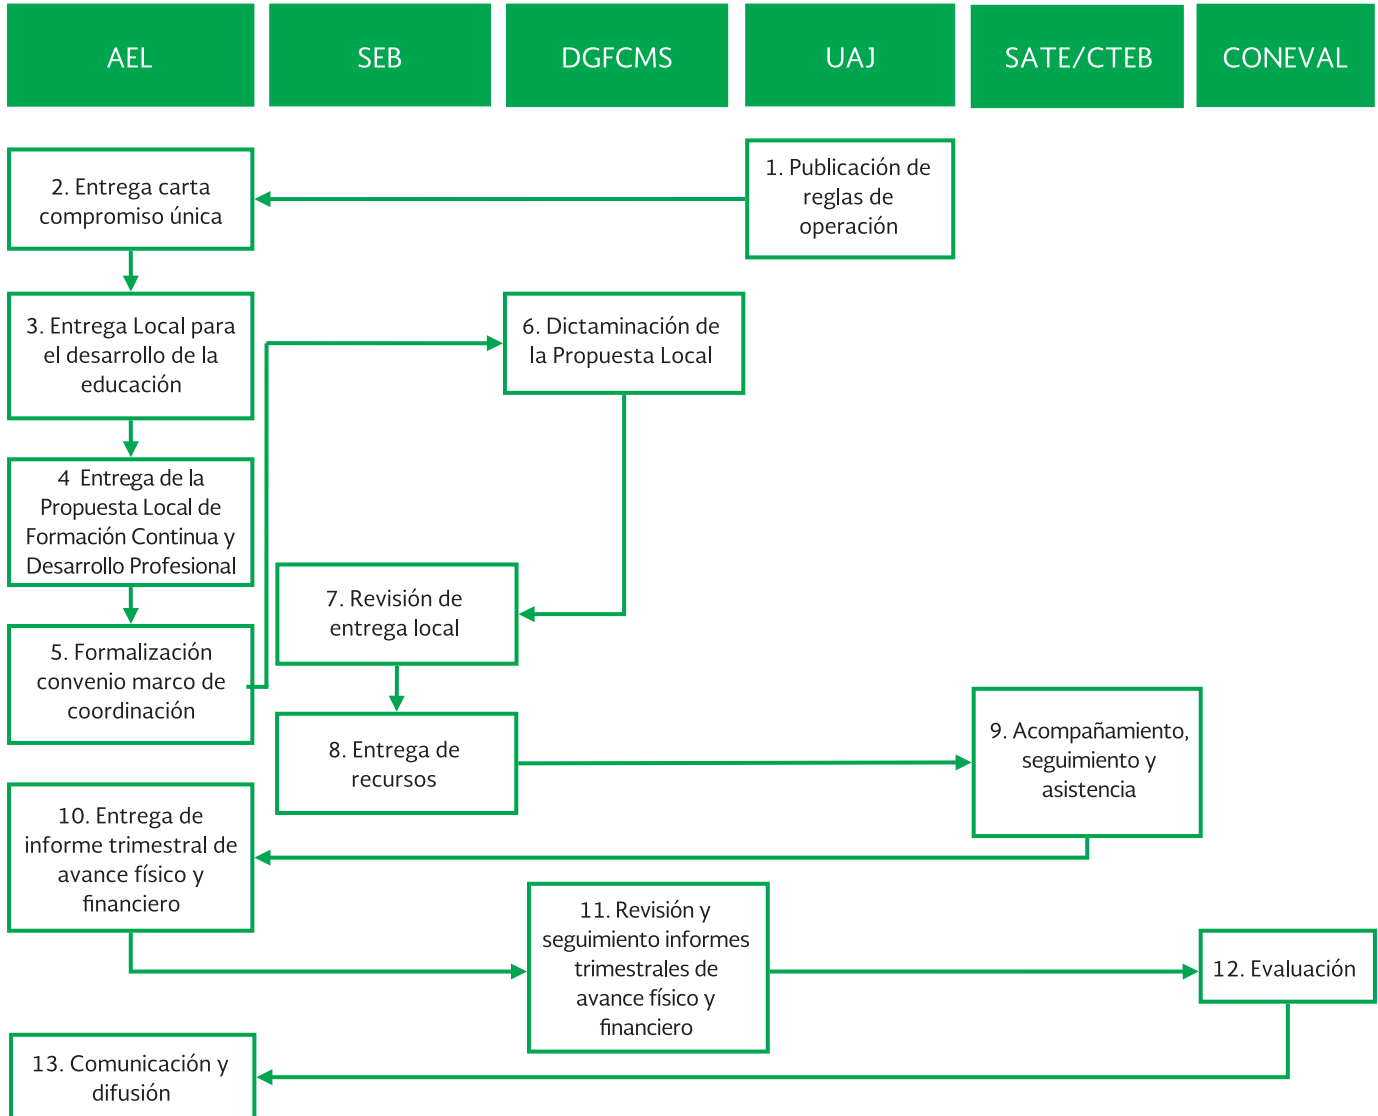 AEL
SEB
DGFCMS
UAJ
SATE/CTEB
CONEVAL
1. Publicación de
reglas de
operación
2. Entrega carta
compromiso única
3. Entrega Local para
el desarrollo de la
educación
4 Entrega de la
Propuesta Local de
Formación Continua y
Desarrollo Profesional
5. Formalización
convenio marco de
coordinación
6. Dictaminación de
la Propuesta Local
7. Revisión de
entrega local
8. Entrega de
recursos
9. Acompañamiento,
seguimiento y
asistencia
10. Entrega de
informe trimestral de
avance físico y
financiero
11. Revisión y
seguimiento informes
trimestrales de
avance físico y
financiero
12. Evaluación
13. Comunicación y
difusión